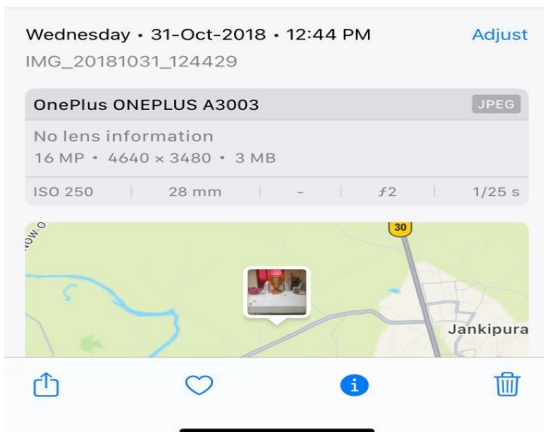 Wednesday • 31-Oct-2018 • 12:44 PM Adjust
IMG_20181031_124429
OnePlus ONEPLUS A3003 JPEG
No lens information
16 MP • 4640 × 3480 • 3 MB
ISO 250 28 mm - ƒ2 1/25 s
30
Jankipura